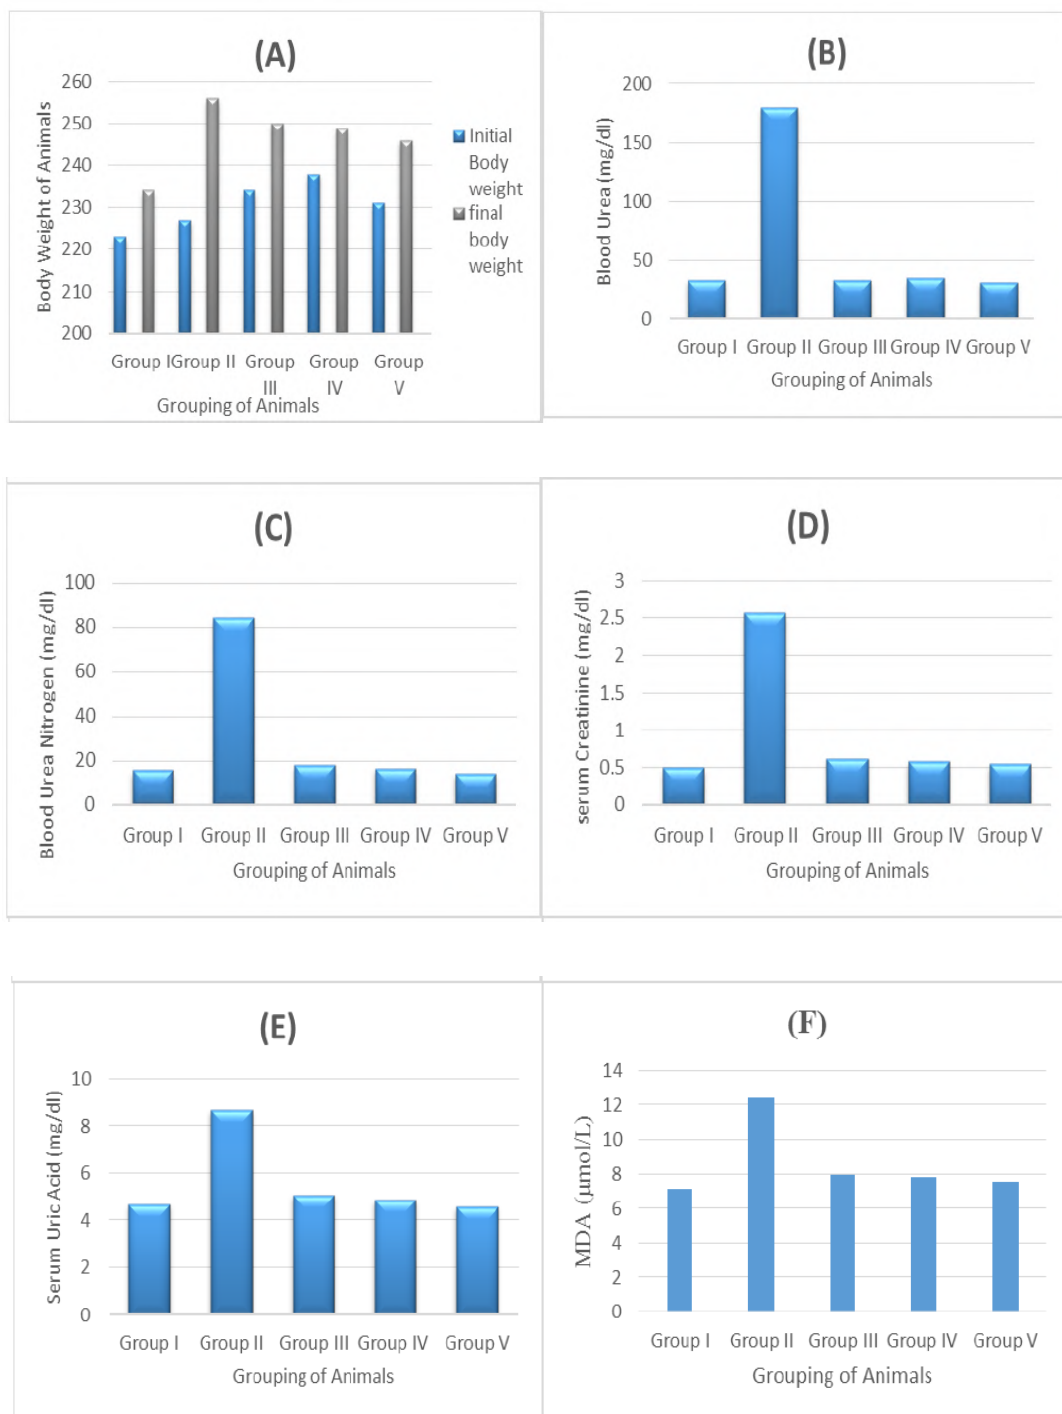 (A)
260
250
240
230
220
210
200
Body Weight of Animals
Initial
Body
weight
final
body
weight
Group I Group II Group Group Group
III IV V
Grouping of Animals
(B)
200
150
100
50
0
Blood Urea (mg/dl)
Group I Group II Group III Group IV Group V
Grouping of Animals
(C)
100
80
60
40
20
0
Blood Urea Nitrogen (mg/dl)
Group I Group II Group III Group IV Group V
Grouping of Animals
(D)
3
2.5
2
1.5
1
0.5
0
serum Creatinine (mg/dl)
Group I Group II Group III Group IV Group V
Grouping of Animals
(E)
10
8
6
4
2
0
Serum Uric Acid (mg/dl)
Group I Group II Group III Group IV Group V
Grouping of Animals
(F)
14
12
10
8
6
4
2
0
MDA (µmol/L)
Group I Group II Group III Group IV Group V
Grouping of Animals